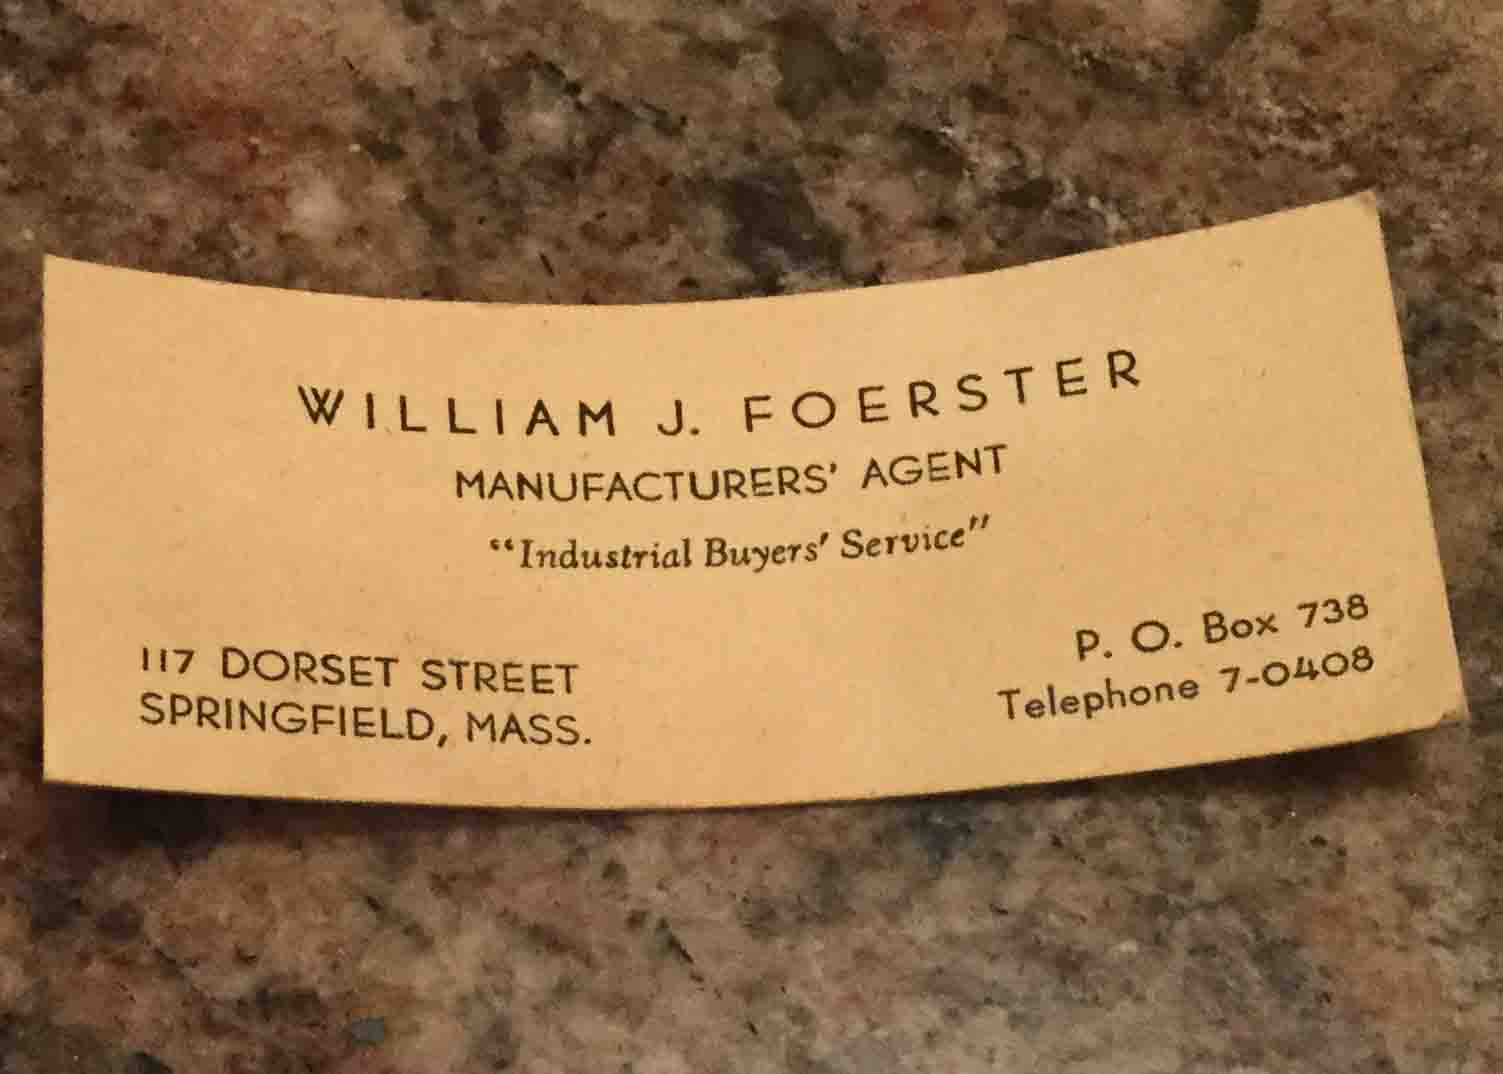 WILLIAM J. FOERSTER
MANUFACTURERS' AGENT
"Industrial Buyers' Service"
117 DORSET STREET
SPRINGFIELD, MASS.
P. O. Box 738
Telephone 7-0408